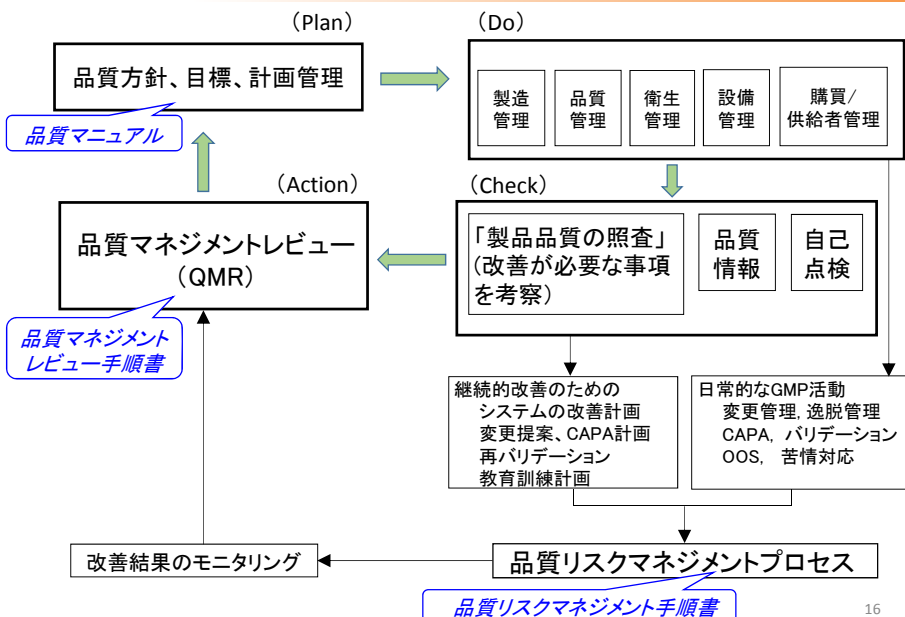 （Plan）
品質方針、目標、計画管理
品質マニュアル
（Do）
製造
管理
品質
管理
衛生
管理
設備
管理
購買/
供給者管理
（Action）
品質マネジメントレビュー
（QMR）
品質マネジメント
レビュー手順書
（Check）
「製品品質の照査」
（改善が必要な事項
を考察）
品質
情報
自己
点検
継続的改善のための
システムの改善計画
変更提案、CAPA計画
再バリデーション
教育訓練計画
日常的なGMP活動
変更管理, 逸脱管理
CAPA, バリデーション
OOS, 苦情対応
改善結果のモニタリング
品質リスクマネジメントプロセス
品質リスクマネジメント手順書
16